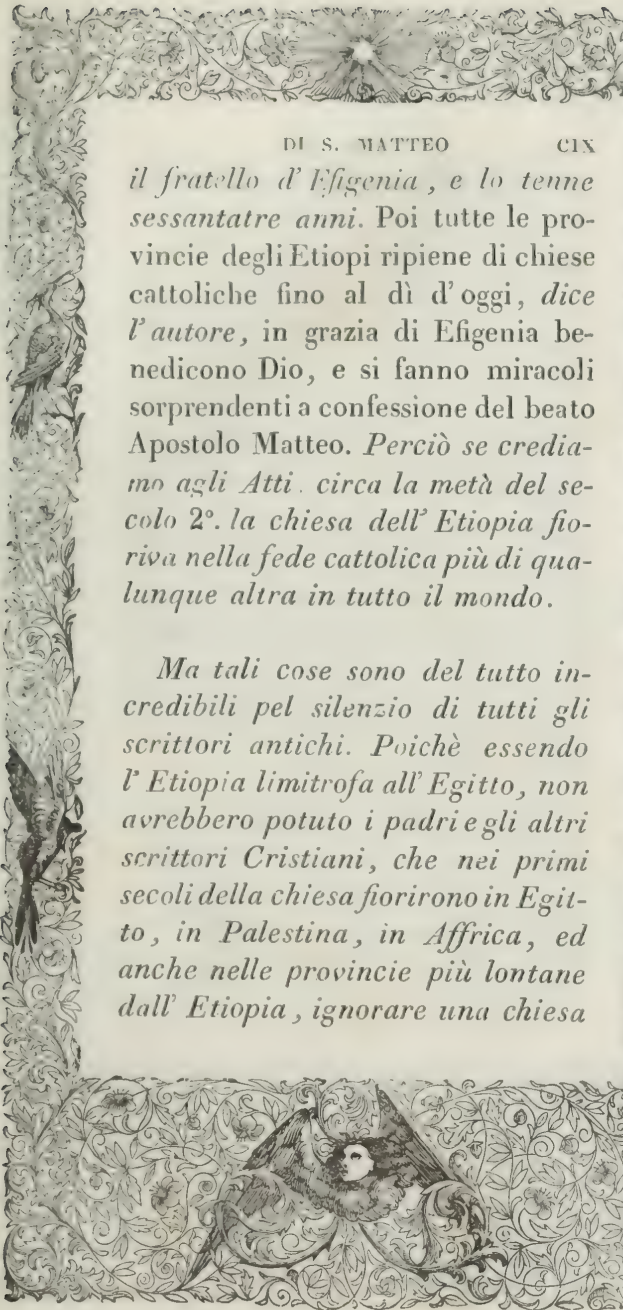 DI S. MATTEO CIX
il fratello d' Efigenia, e lo tenne
sessantatre anni. Poi tutte le pro-
vincie degli Etiopi ripiene di chiese
cattoliche fino al dì d' oggi, dice
l' autore, in grazia di Efigenia be-
nedicono Dio, e si fanno miracoli
sorprendenti a confessione del beato
Apostolo Matteo. Perciò se credia-
mo agli Atti. circa la metà del se-
colo 2°. la chiesa dell' Etiopia fio-
riva nella fede cattolica più di qua-
lunque altra in tutto il mondo.
Ma tali cose sono del tutto in-
credibili pel silenzio di tutti gli
scrittori antichi. Poichè essendo
l' Etiopia limitrofa all' Egitto, non
avrebbero potuto i padri e gli altri
scrittori Cristiani, che nei primi
secoli della chiesa fiorirono in Egit-
to, in Palestina, in Affrica, ed
anche nelle provincie più lontane
dall' Etiopia, ignorare una chiesa